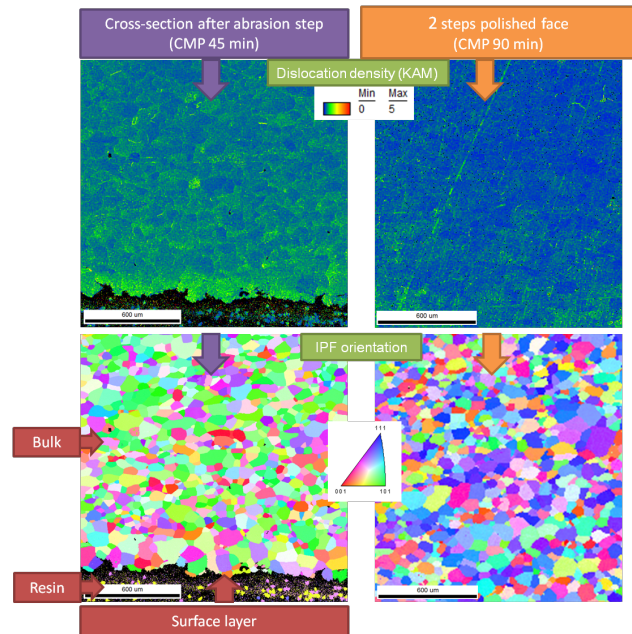 Cross-section after abrasion step
(CMP 45 min)
2 steps polished face
(CMP 90 min)
Dislocation density (KAM)
Min Max
0 5
600 um
600 um
IPF orientation
Bulk
111
001 101
Resin
600 um
600 um
Surface layer